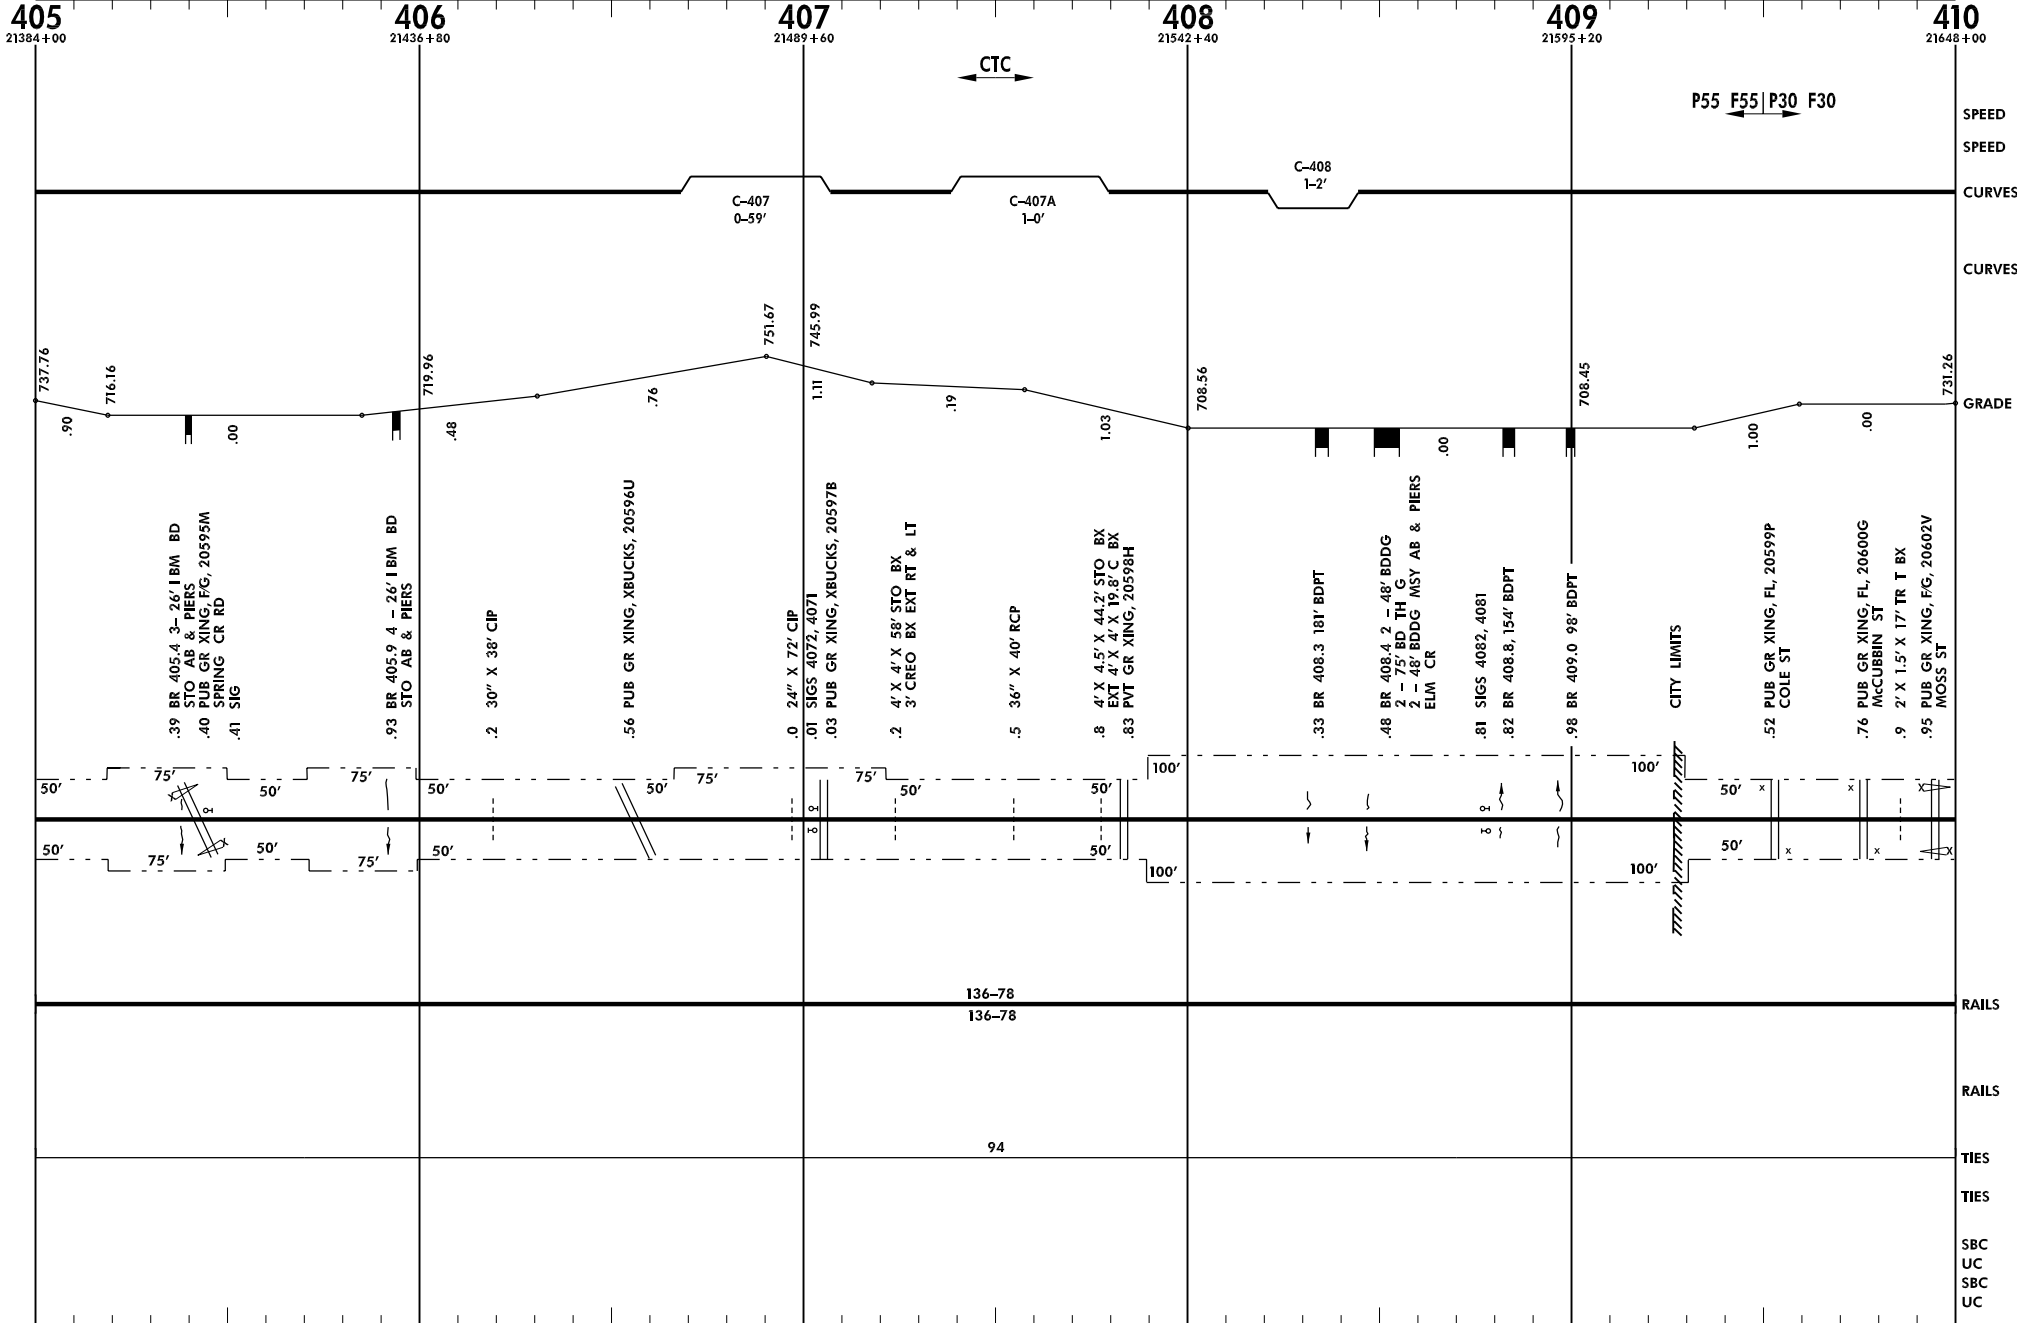 405 406 407 408 409 410
21384+00 21436+80 21489+60 21542+40 21595+20 21648+00
CTC
P55 F55 P30 F30
SPEED
SPEED
C–408
1–2'
CURVES
C–407
0–59'
C–407A
1–0'
CURVES
737.76
716.16
719.96
751.67
745.99
708.56
708.45
731.26
GRADE
.90
.00
.48
.76
1.11
.19
1.03
.00
1.00
.00
.39 BR 405.4 3– 26' I BM BD
STO AB & PIERS
.40 PUB GR XING, F/G, 20595M
SPRING CR RD
.41 SIG
.93 BR 405.9 4 – 26' I BM BD
STO AB & PIERS
.2 30" X 38' CIP
.56 PUB GR XING, XBUCKS, 20596U
.0 24" X 72' CIP
.01 SIGS 4072, 4071
.03 PUB GR XING, XBUCKS, 20597B
.2 4' X 4' X 58' STO BX
3' CREO BX EXT RT & LT
.5 36" X 40' RCP
.8 4' X 4.5' X 44.2' STO BX
EXT 4' X 4' X 19.8' C BX
.83 PVT GR XING, 20598H
.33 BR 408.3 181' BDPT
.48 BR 408.4 2 – 48' BDDG
2 – 75' BD TH G
2 – 48' BDDG MSY AB & PIERS
ELM CR
.81 SIGS 4082, 4081
.82 BR 408.8, 154' BDPT
.98 BR 409.0 98' BDPT
CITY LIMITS
.52 PUB GR XING, FL, 20599P
COLE ST
.76 PUB GR XING, FL, 20600G
McCUBBIN ST
.9 2' X 1.5' X 17' TR T BX
.95 PUB GR XING, F/G, 20602V
MOSS ST
50' 75' 50' 75' 50' 50' 75' 75' 50' 50' 100' 100' 50'
x x x x
x x x x
50' 75' 50' 75' 50' 50' 100' 100' 50'
136–78
RAILS
136–78
RAILS
94
TIES
TIES
SBC
UC
SBC
UC